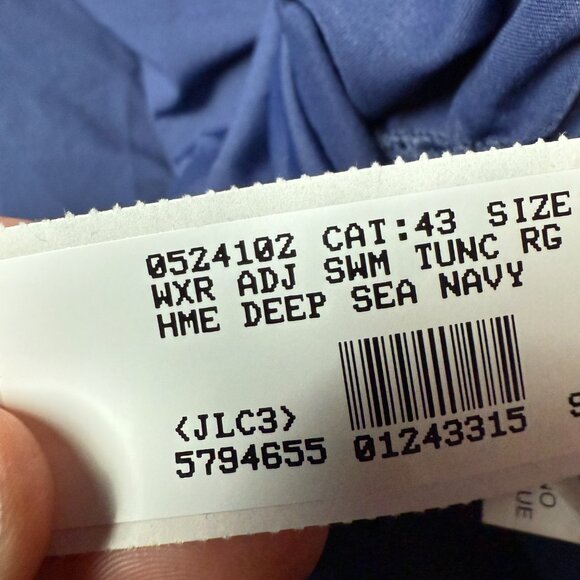 0524102 CAT:43 SIZE
WXR ADJ SWM TUNC RG
HME DEEP SEA NAVY
<JLC3>
5794655 01243315